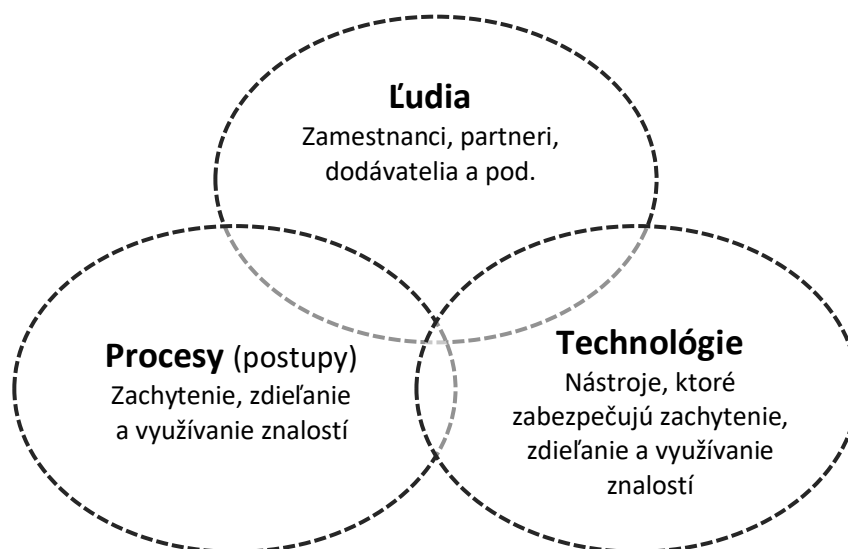 Ľudia
Zamestnanci, partneri,
dodávatelia a pod.
Procesy (postupy)
Zachytenie, zdieľanie
a využívanie znalostí
Technológie
Nástroje, ktoré
zabezpečujú zachytenie,
zdieľanie a využívanie
znalostí